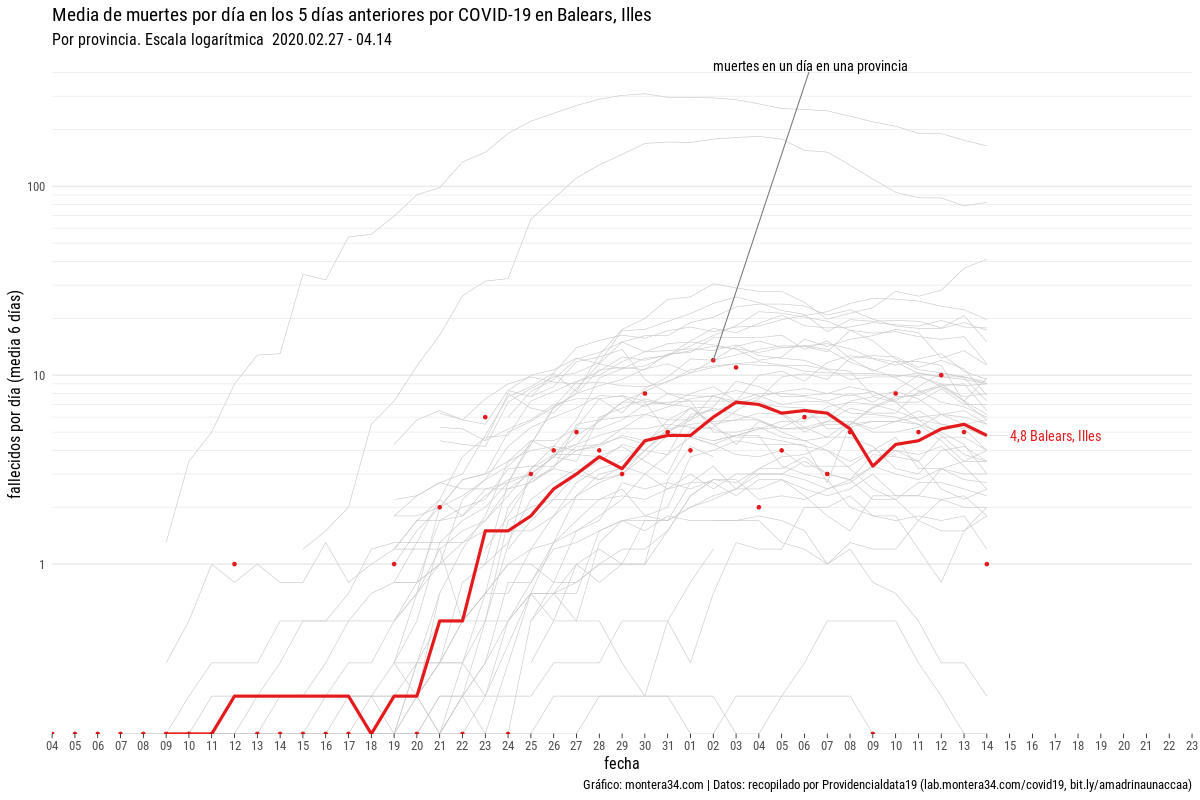 Media de muertes por día en los 5 días anteriores por COVID-19 en Balears, Illes
Por provincia. Escala logarítmica 2020.02.27 - 04.14
muertes en un día en una provincia
fallecidos por día (media 6 días)
100
10
1
4,8 Balears, Illes
04 05 06 07 08 09 10 11 12 13 14 15 16 17 18 19 20 21 22 23 24 25 26 27 28 29 30 31 01 02 03 04 05 06 07 08 09 10 11 12 13 14 15 16 17 18 19 20 21 22 23
fecha
Gráfico: montera34.com | Datos: recopilado por Providencialdata19 (lab.montera34.com/covid19, bit.ly/amadrinaunaccaa)